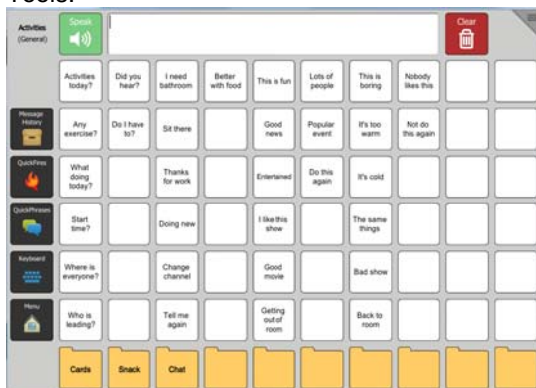 Tools.
Activities
(General)
Speak
Clear
Activities
today?
Did you
hear?
I need
bathroom
Better
with food
This is fun
Lots of
people
This is
boring
Nobody
likes this
Message
History
Any
exercise?
Do I have
to?
Sit there
Good
news
Popular
event
It's too
warm
Not do
this again
QuickFires
What
doing
today?
Thanks
for work
Entertained
Do this
again
It's cold
QuickPhrases
Start
time?
Doing new
I like this
show
The same
things
Keyboard
Where is
everyone?
Change
channel
Good
movie
Bad show
Menu
Who is
leading?
Tell me
again
Getting
out of
room
Back to
room
Cards
Snack
Chat